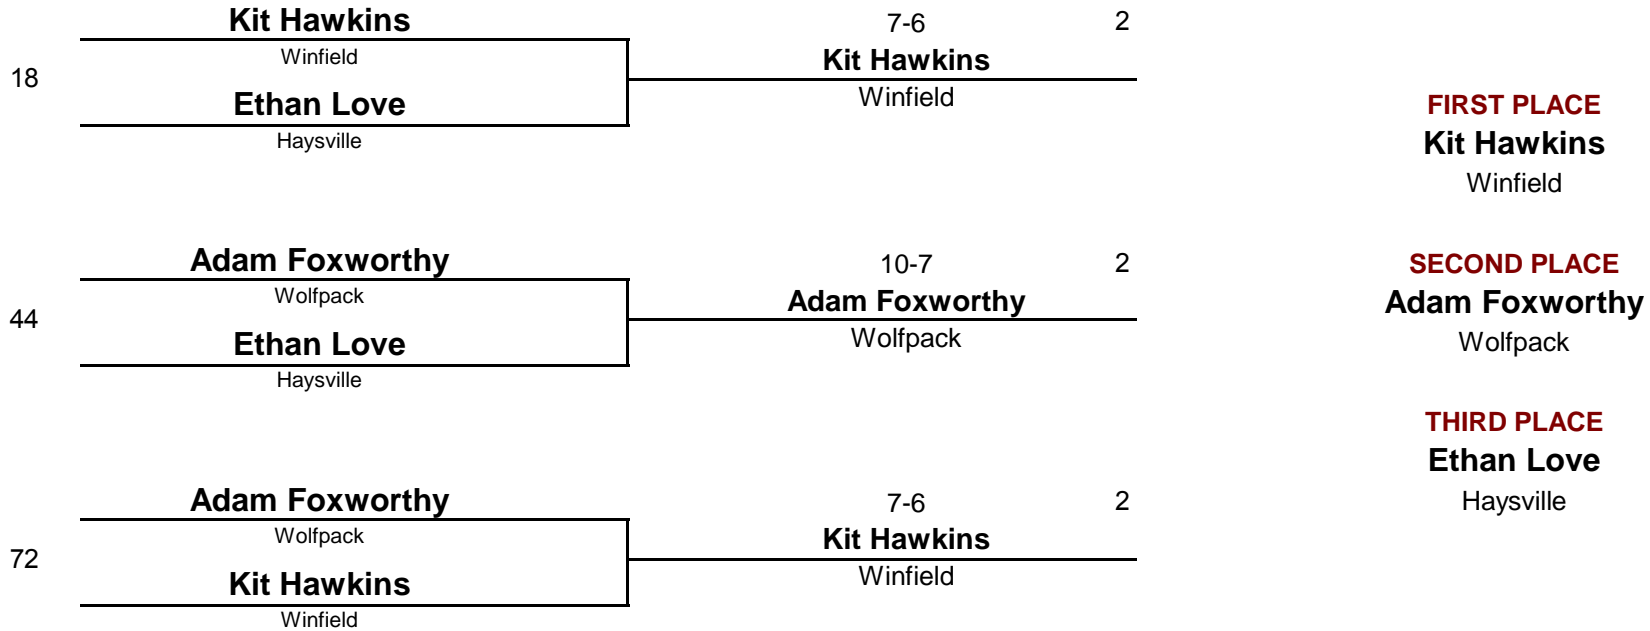 Kit Hawkins
Winfield
18
Ethan Love
Haysville
7-6
2
Kit Hawkins
Winfield
Adam Foxworthy
Wolfpack
44
Ethan Love
Haysville
10-7
2
Adam Foxworthy
Wolfpack
Adam Foxworthy
Wolfpack
72
Kit Hawkins
Winfield
7-6
2
Kit Hawkins
Winfield
FIRST PLACE
Kit Hawkins
Winfield
SECOND PLACE
Adam Foxworthy
Wolfpack
THIRD PLACE
Ethan Love
Haysville